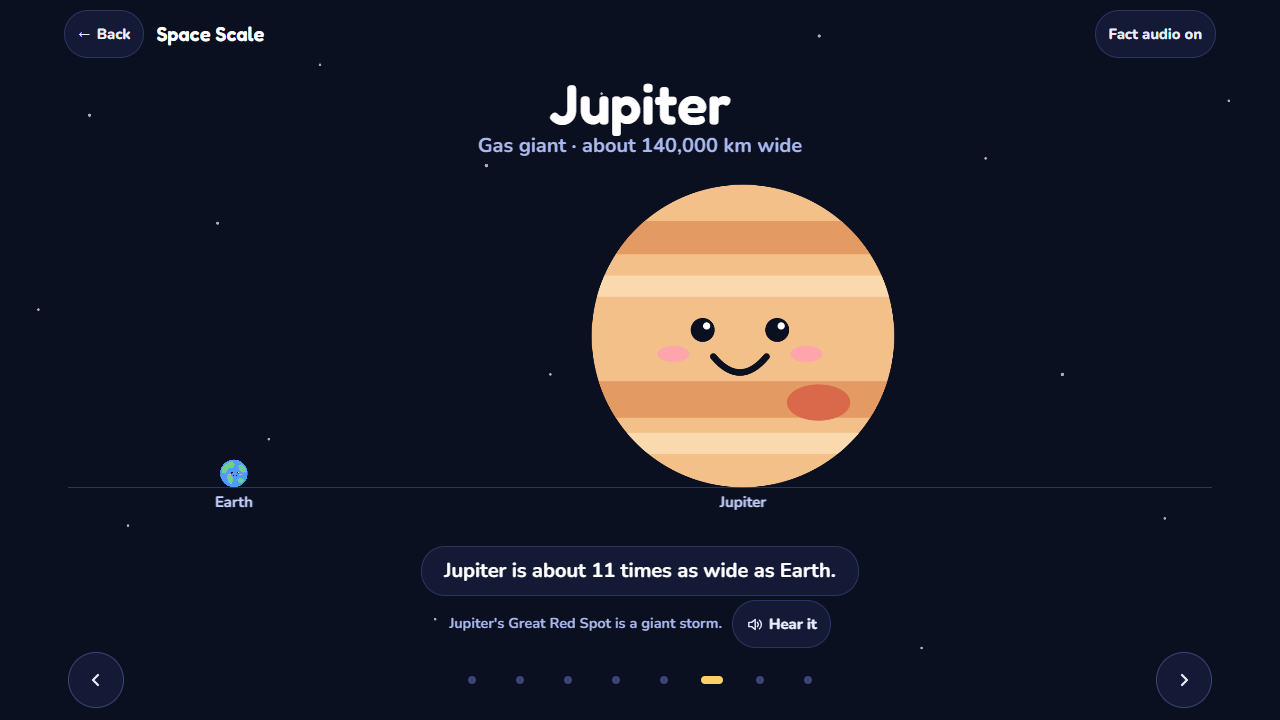 ← Back
Space Scale
Fact audio on
Jupiter
Gas giant · about 140,000 km wide
Earth
Jupiter
Jupiter is about 11 times as wide as Earth.
Jupiter's Great Red Spot is a giant storm.
Hear it